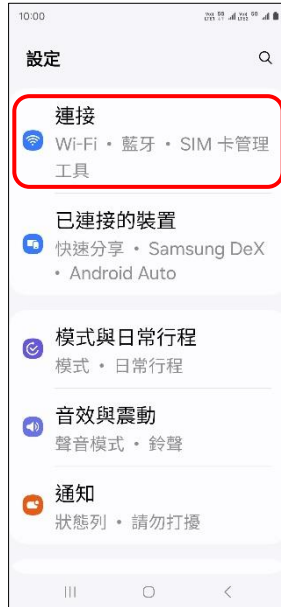 10:00
設定
連接
Wi-Fi • 藍牙 • SIM 卡管理
工具
已連接的裝置
快速分享 • Samsung DeX
• Android Auto
模式與日常行程
模式 • 日常行程
音效與震動
聲音模式 • 鈴聲
通知
狀態列 • 請勿打擾